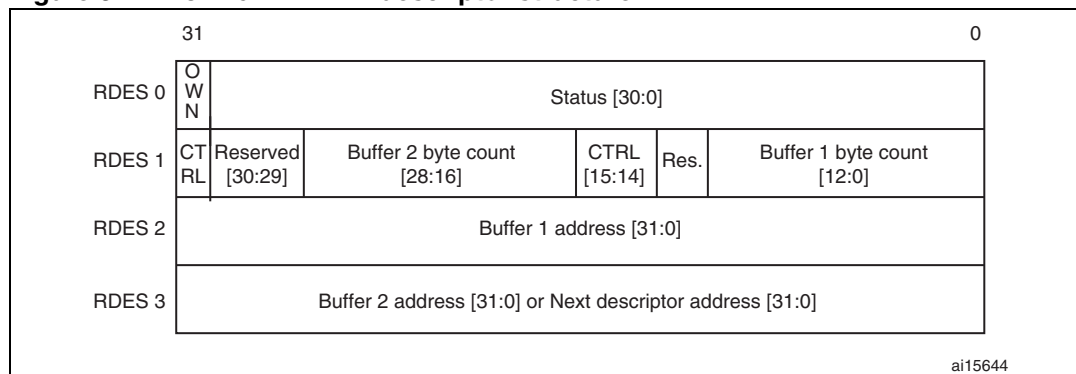 31 0
RDES 0
O
W
N
Status [30:0]
RDES 1
CT
RL
Reserved
[30:29]
Buffer 2 byte count
[28:16]
CTRL
[15:14]
Res.
Buffer 1 byte count
[12:0]
RDES 2
Buffer 1 address [31:0]
RDES 3
Buffer 2 address [31:0] or Next descriptor address [31:0]
ai15644